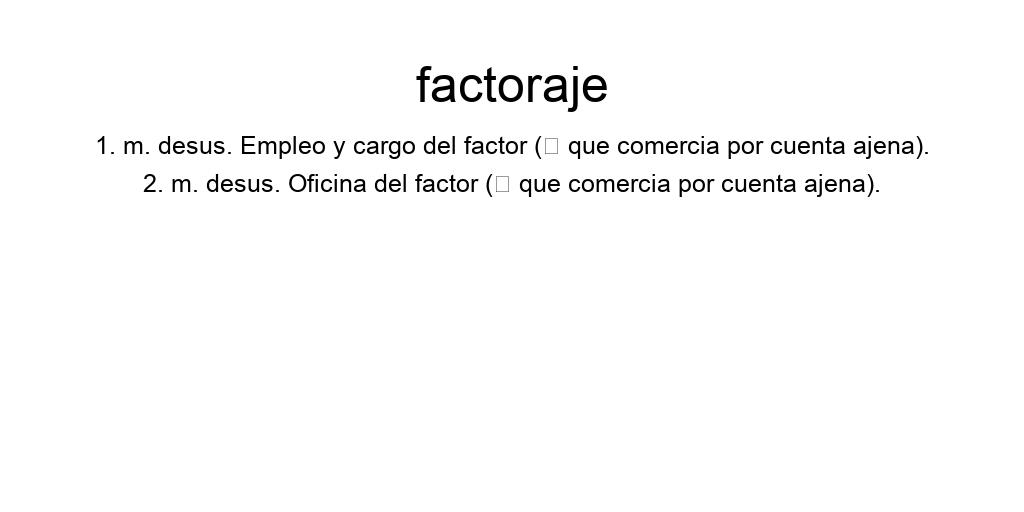 factoraje
1. m. desus. Empleo y cargo del factor (□ que comercia por cuenta ajena).
2. m. desus. Oficina del factor (□ que comercia por cuenta ajena).